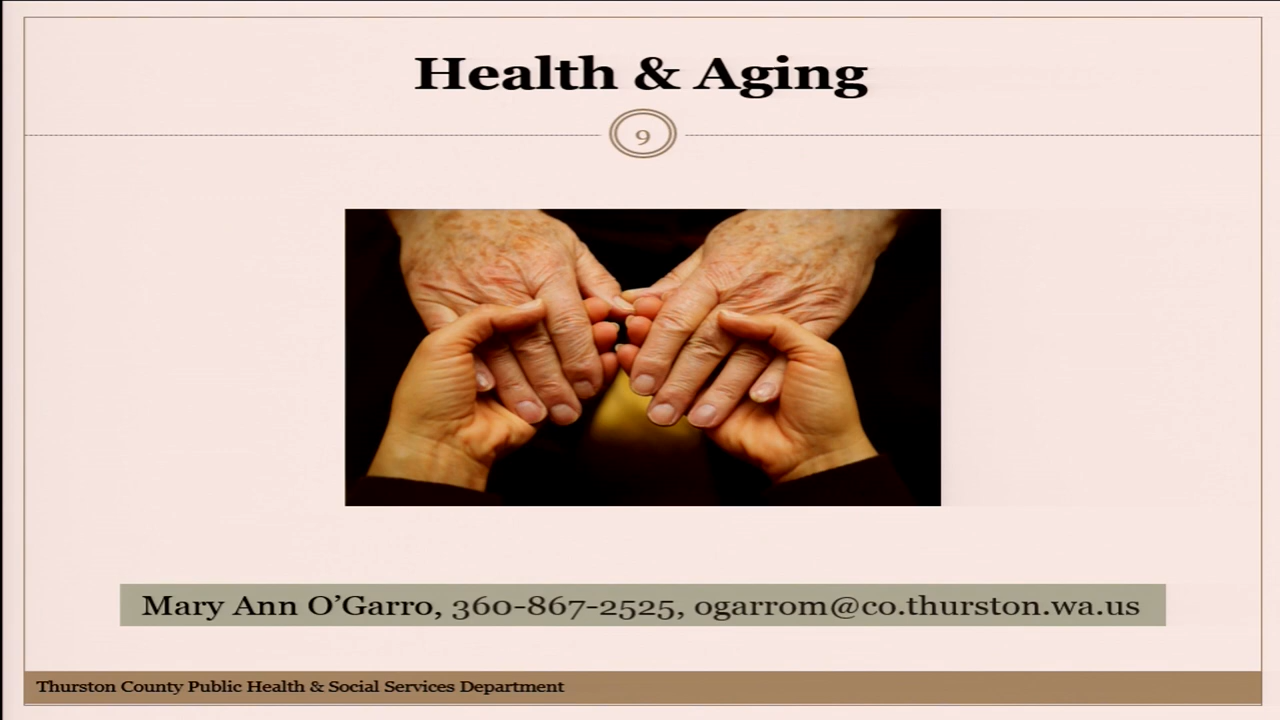 Health & Aging
9
Mary Ann O’Garro, 360-867-2525, ogarrom@co.thurston.wa.us
Thurston County Public Health & Social Services Department